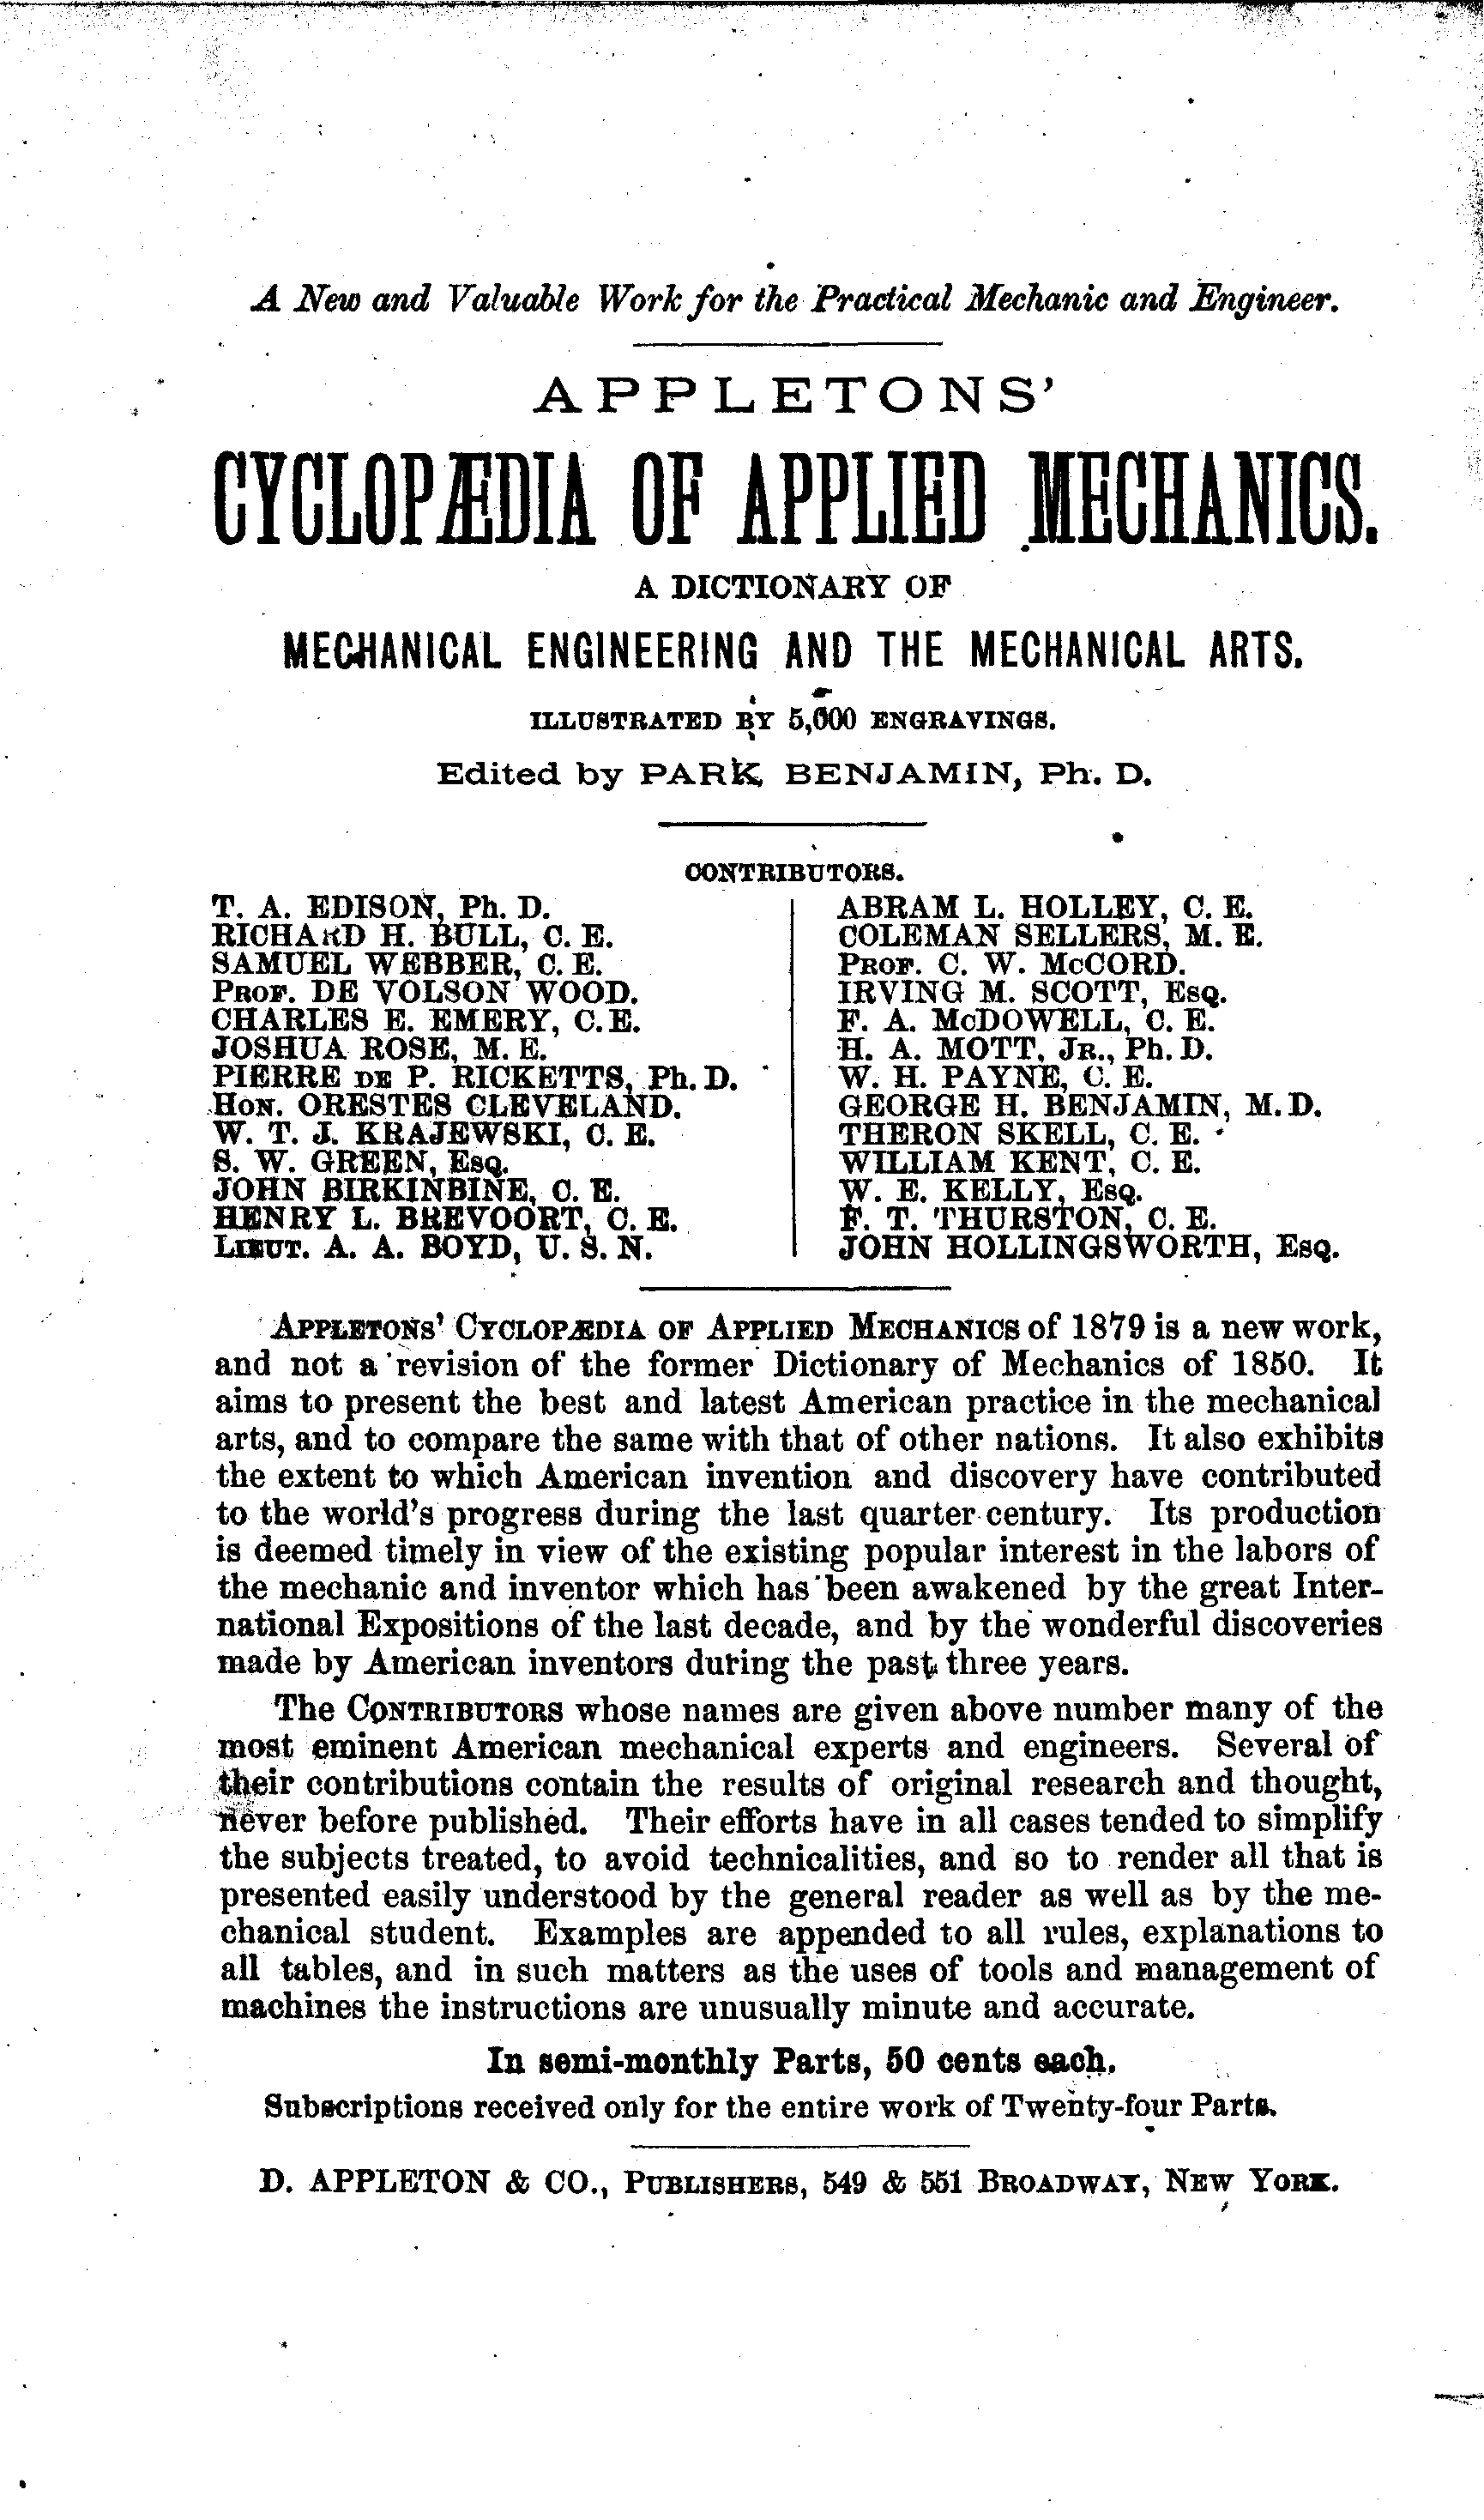 A New and Valuable Work for the Practical Mechanic and Engineer.
APPLETONS'
CYCLOPÆDIA OF APPLIED MECHANICS.
A DICTIONARY OF
MECHANICAL ENGINEERING AND THE MECHANICAL ARTS.
ILLUSTRATED BY 5,000 ENGRAVINGS.
Edited by PARK BENJAMIN, Ph. D.
CONTRIBUTORS.
T. A. EDISON, Ph. D.
RICHARD H. BULL, C. E.
SAMUEL WEBBER, C. E.
PROF. DE VOLSON WOOD.
CHARLES E. EMERY, C. E.
JOSHUA ROSE, M. E.
PIERRE DE P. RICKETTS, Ph. D.
HON. ORESTES CLEVELAND.
W. T. J. KRAJEWSKI, C. E.
S. W. GREEN, ESQ.
JOHN BIRKINBINE, C. E.
HENRY L. BREVOORT, C. E.
LIEUT. A. A. BOYD, U. S. N.
ABRAM L. HOLLEY, C. E.
COLEMAN SELLERS, M. E.
PROF. C. W. McCORD.
IRVING M. SCOTT, ESQ.
F. A. McDOWELL, C. E.
H. A. MOTT, JR., Ph. D.
W. H. PAYNE, C. E.
GEORGE H. BENJAMIN, M. D.
THERON SKELL, C. E.
WILLIAM KENT, C. E.
W. E. KELLY, ESQ.
F. T. THURSTON, C. E.
JOHN HOLLINGSWORTH, ESQ.
APPLETONS' CYCLOPÆDIA OF APPLIED MECHANICS of 1879 is a new work,
and not a revision of the former Dictionary of Mechanics of 1850. It
aims to present the best and latest American practice in the mechanical
arts, and to compare the same with that of other nations. It also exhibits
the extent to which American invention and discovery have contributed
to the world's progress during the last quarter century. Its production
is deemed timely in view of the existing popular interest in the labors of
the mechanic and inventor which has been awakened by the great Inter-
national Expositions of the last decade, and by the wonderful discoveries
made by American inventors during the past three years.
The CONTRIBUTORS whose names are given above number many of the
most eminent American mechanical experts and engineers. Several of
their contributions contain the results of original research and thought,
never before published. Their efforts have in all cases tended to simplify
the subjects treated, to avoid technicalities, and so to render all that is
presented easily understood by the general reader as well as by the me-
chanical student. Examples are appended to all rules, explanations to
all tables, and in such matters as the uses of tools and management of
machines the instructions are unusually minute and accurate.
In semi-monthly Parts, 50 cents each.
Subscriptions received only for the entire work of Twenty-four Parts.
D. APPLETON & CO., PUBLISHERS, 549 & 551 BROADWAY, NEW YORK.